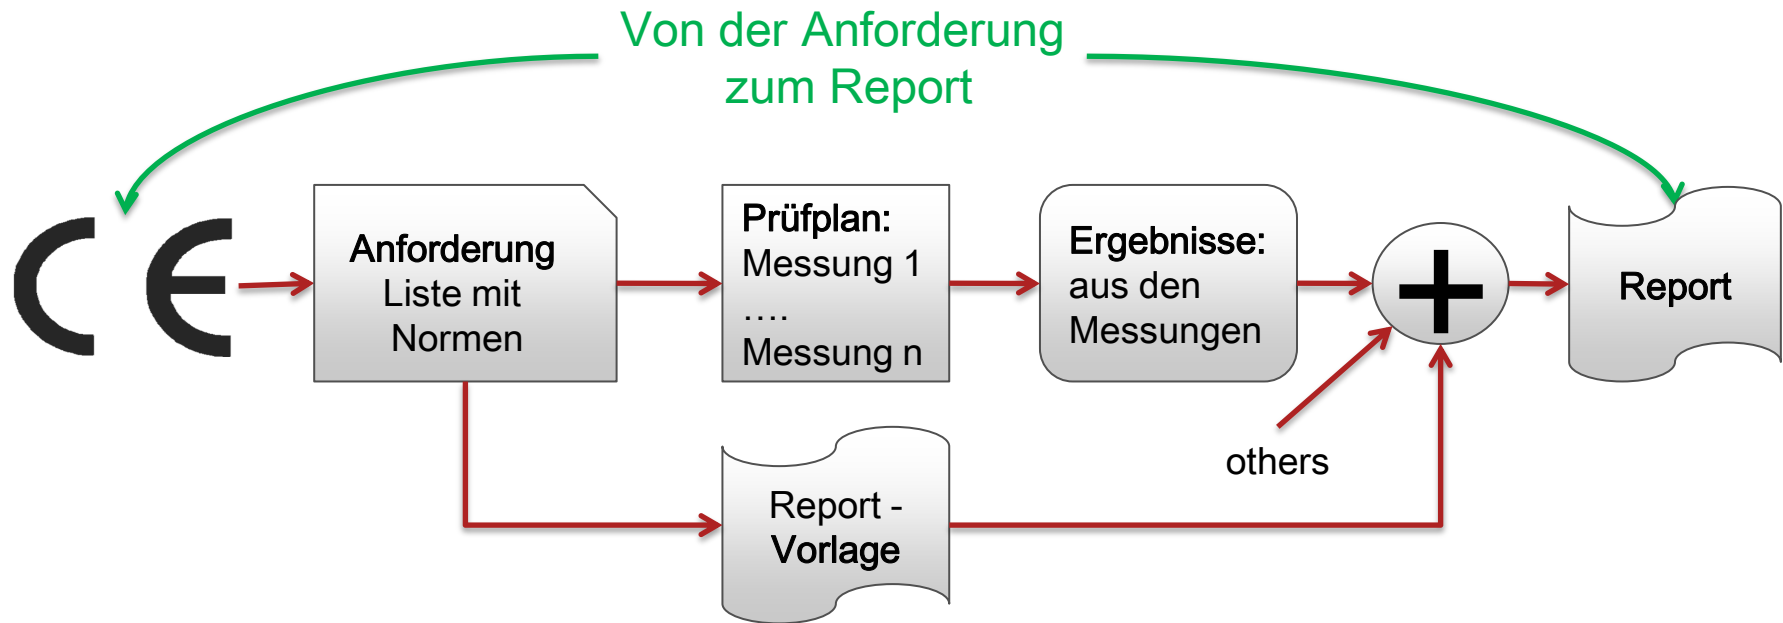 Von der Anforderung
zum Report
CE
Anforderung
Liste mit
Normen
Prüfplan:
Messung 1
….
Messung n
Ergebnisse:
aus den
Messungen
+
Report
others
Report -
Vorlage